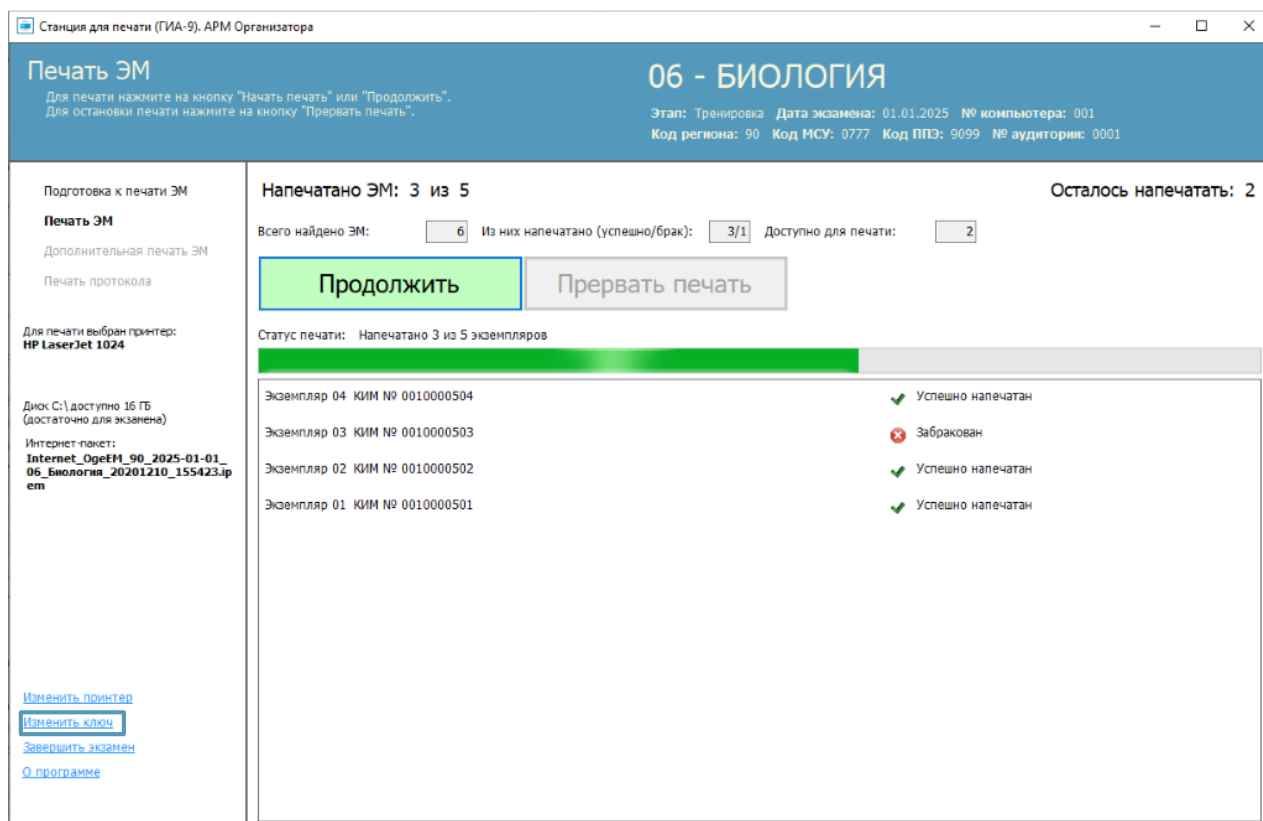 Станция для печати (ГИА-9). АРМ Организатора
Печать ЭМ
Для печати нажмите на кнопку "Начать печать" или "Продолжить".
Для остановки печати нажмите на кнопку "Прервать печать".
06 - БИОЛОГИЯ
Этап: Тренировка Дата экзамена: 01.01.2025 № компьютера: 001
Код региона: 90 Код МСУ: 0777 Код ППЭ: 9099 № аудитории: 0001
Подготовка к печати ЭМ
Печать ЭМ
Дополнительная печать ЭМ
Печать протокола
Для печати выбран принтер:
HP LaserJet 1024
Диск C:\ доступно 16 ГБ
(достаточно для экзамена)
Интернет-пакет:
Internet_OgeEM_90_2025-01-01_
06_Биология_20201210_155423.ip
em
Изменить принтер
Изменить ключ
Завершить экзамен
О программе
Напечатано ЭМ: 3 из 5
Осталось напечатать: 2
Всего найдено ЭМ: 6 Из них напечатано (успешно/брак): 3/1 Доступно для печати: 2
Продолжить
Прервать печать
Статус печати: Напечатано 3 из 5 экземпляров
Экземпляр 04 КИМ № 0010000504 Успешно напечатан
Экземпляр 03 КИМ № 0010000503 Забракован
Экземпляр 02 КИМ № 0010000502 Успешно напечатан
Экземпляр 01 КИМ № 0010000501 Успешно напечатан